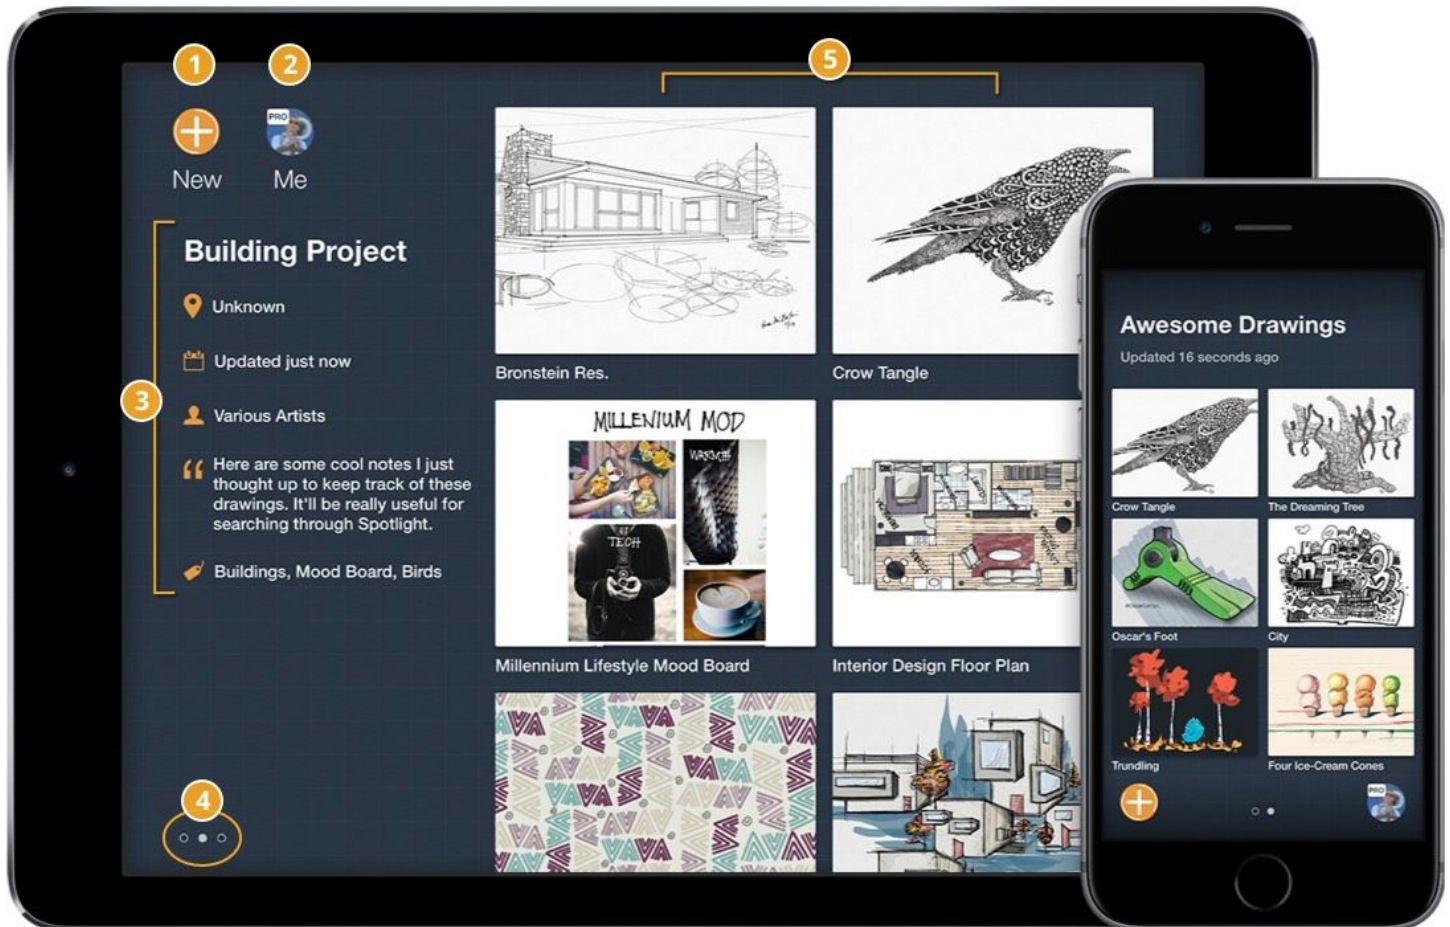 1
2
5
PRO
New
Me
3
Building Project
Unknown
Updated just now
Various Artists
Here are some cool notes I just
thought up to keep track of these
drawings. It'll be really useful for
searching through Spotlight.
Buildings, Mood Board, Birds
4
Bronstein Res.
Crow Tangle
MILLENIUM MOD
WARM!!!
TECH
Millennium Lifestyle Mood Board
Interior Design Floor Plan
Awesome Drawings
Updated 16 seconds ago
Crow Tangle
The Dreaming Tree
Oscar's Foot
City
Trundling
Four Ice-Cream Cones
PRO